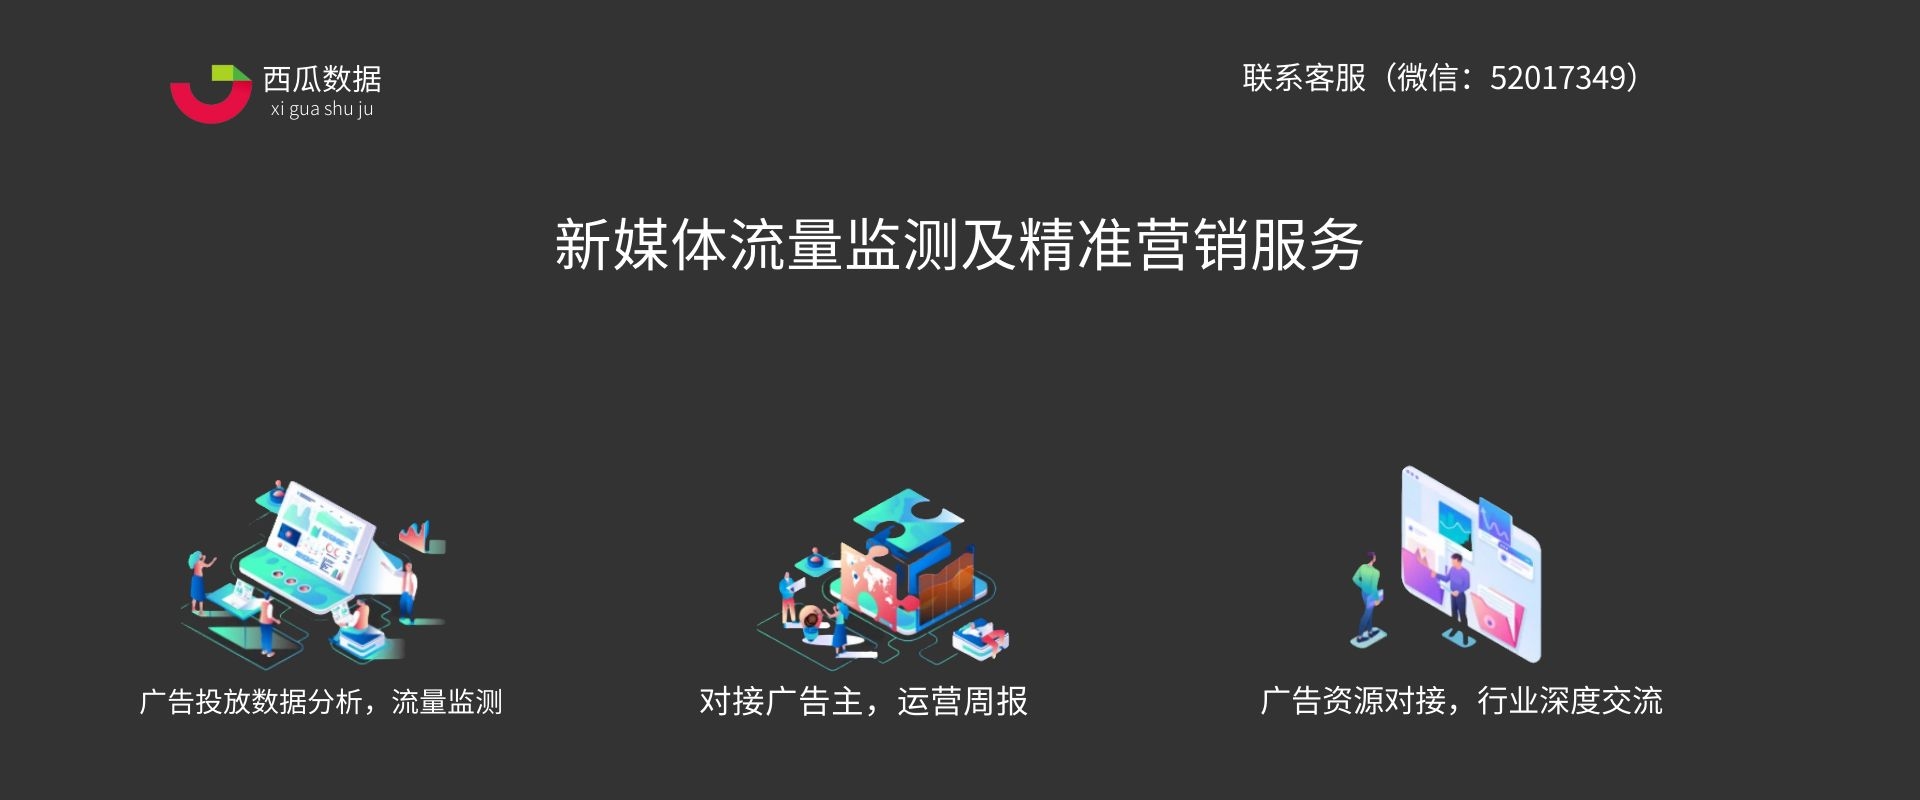 西瓜数据
xi gua shu ju
联系客服（微信：52017349）
新媒体流量监测及精准营销服务
广告投放数据分析，流量监测
对接广告主，运营周报
广告资源对接，行业深度交流